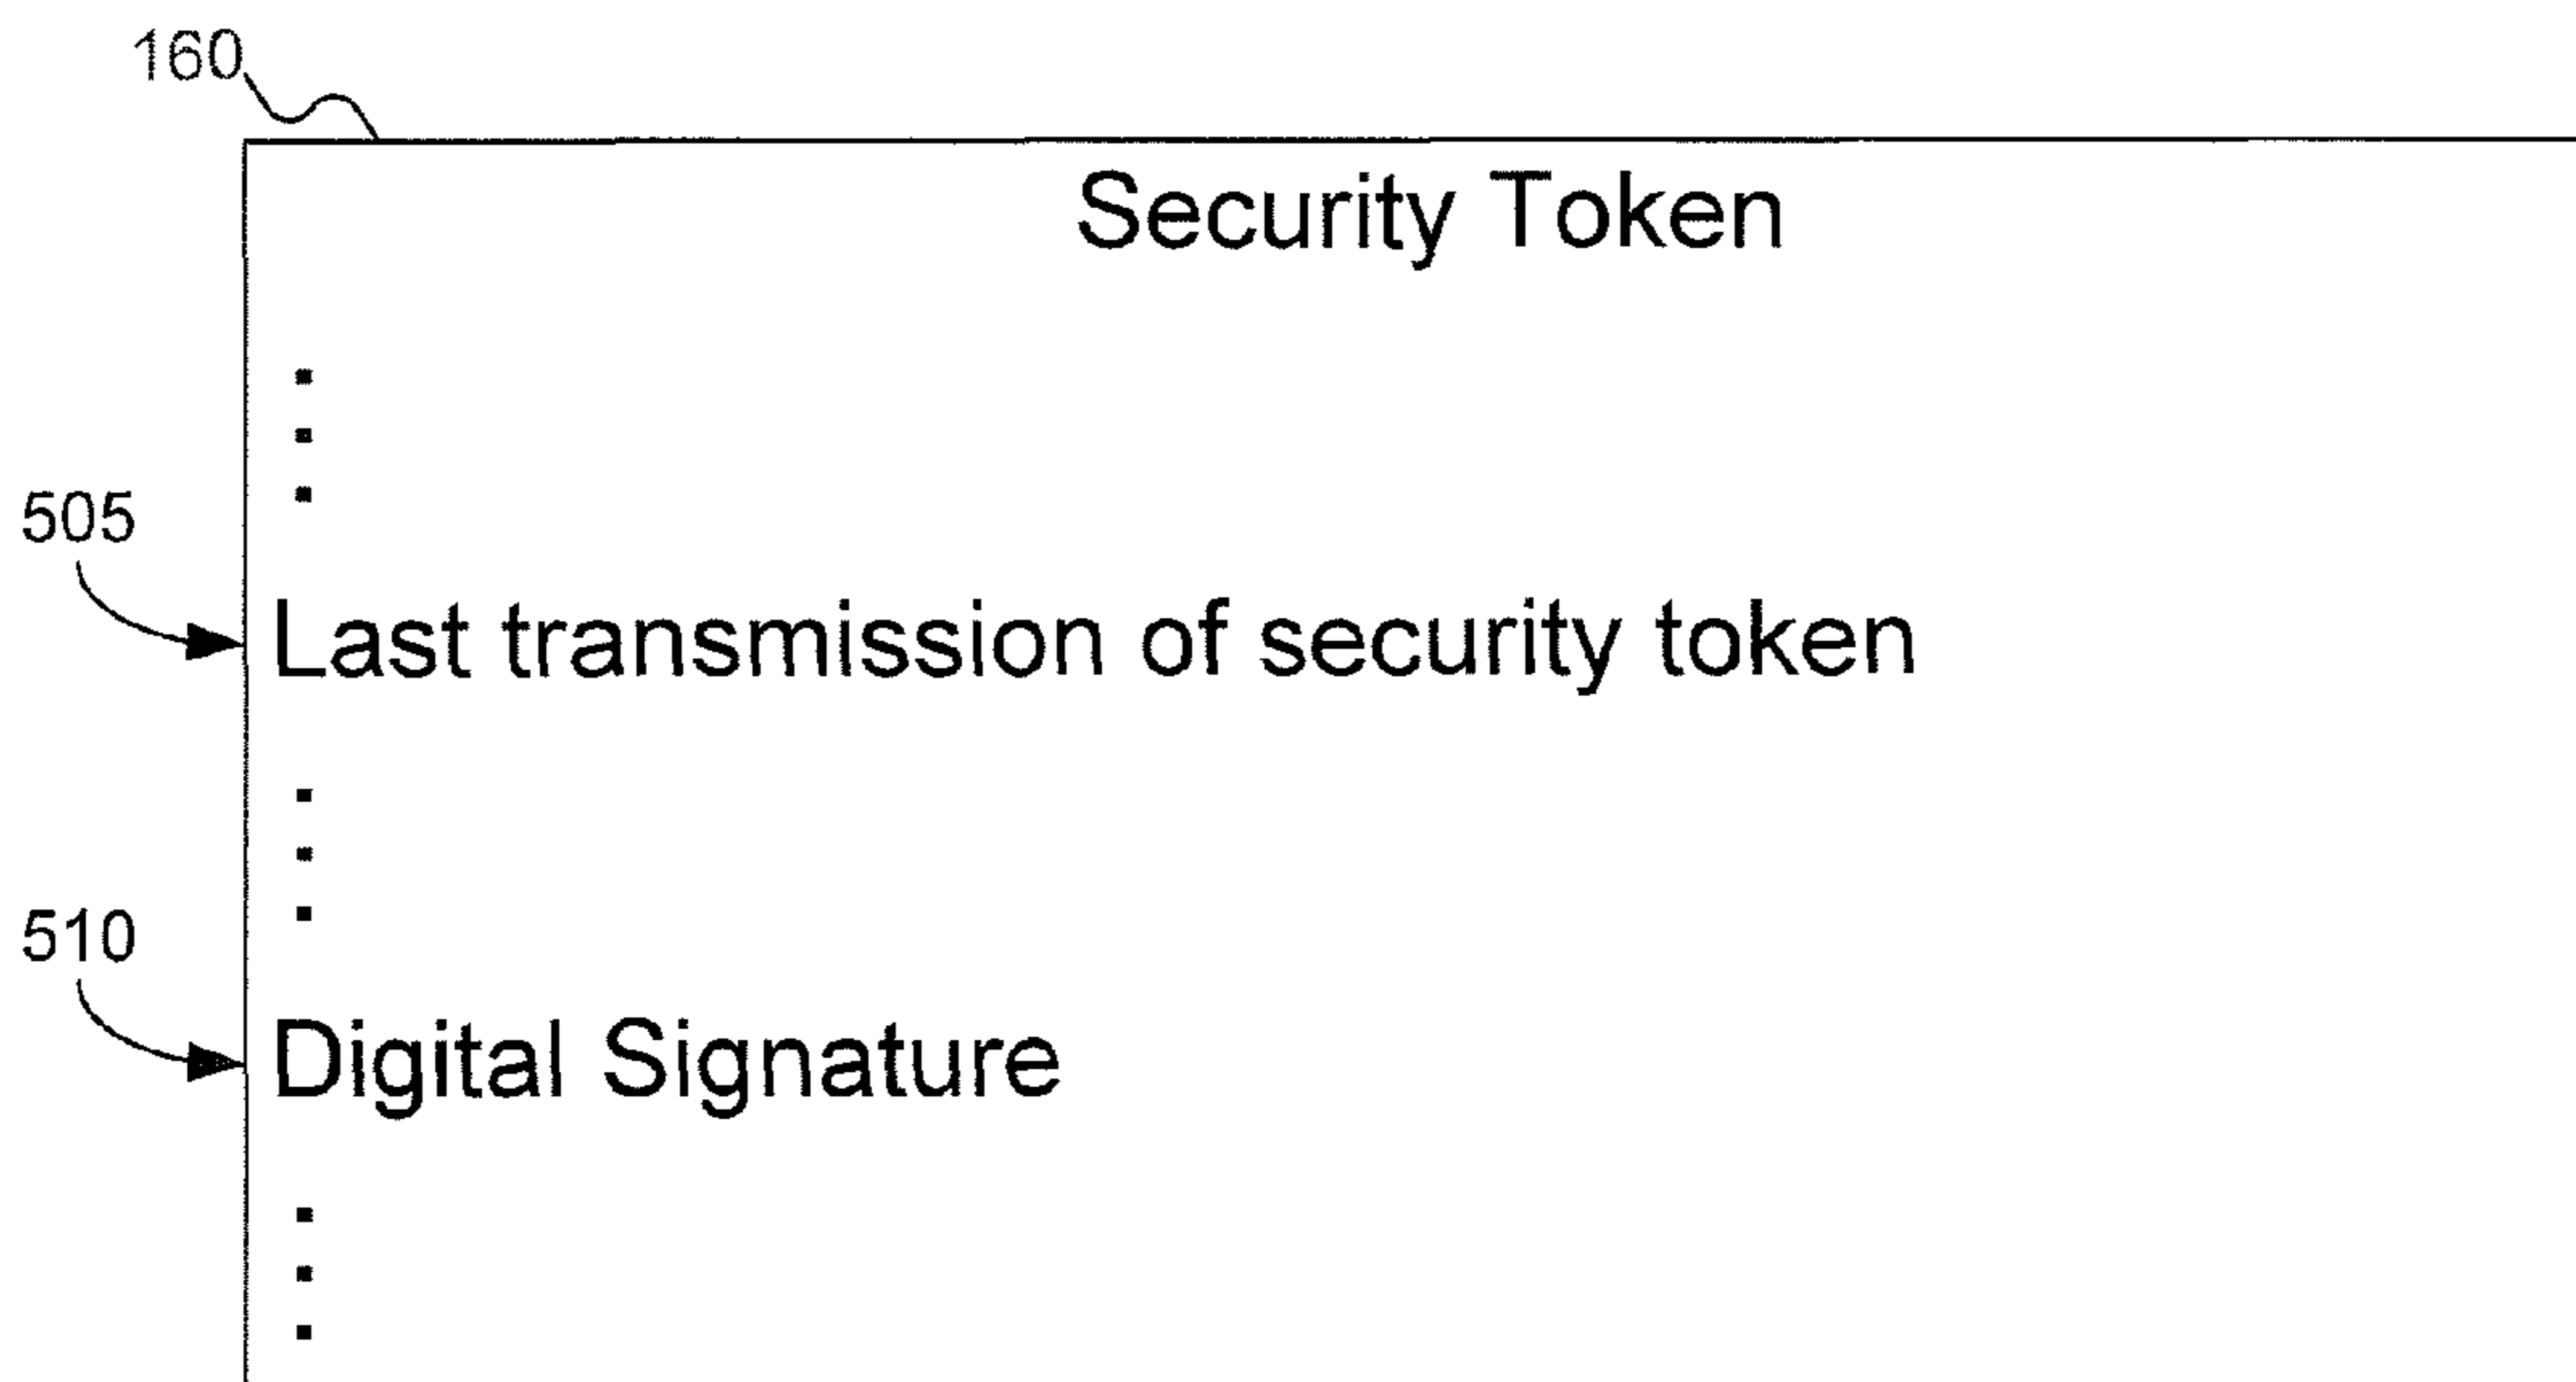 160
Security Token
505
Last transmission of security token
510
Digital Signature